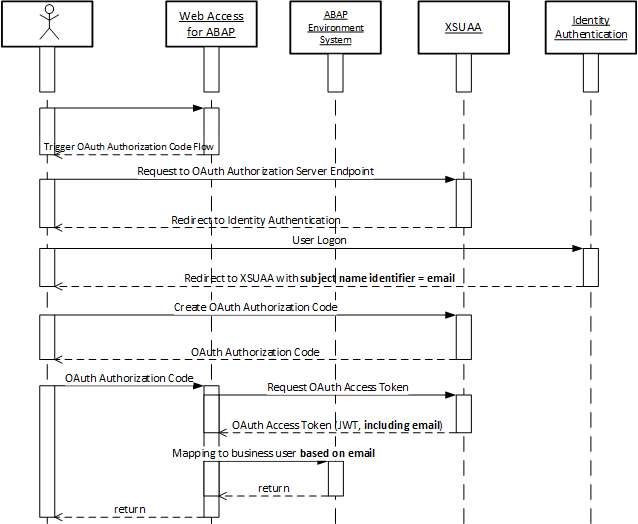 Web Access
for ABAP
ABAP
Environment
System
XSUAA
Identity
Authentication
Trigger OAuth Authorization Code Flow
Request to OAuth Authorization Server Endpoint
Redirect to Identity Authentication
User Logon
Redirect to XSUAA with subject name identifier = email
Create OAuth Authorization Code
OAuth Authorization Code
OAuth Authorization Code
Request OAuth Access Token
OAuth Access Token (JWT, including email)
Mapping to business user based on email
return
return